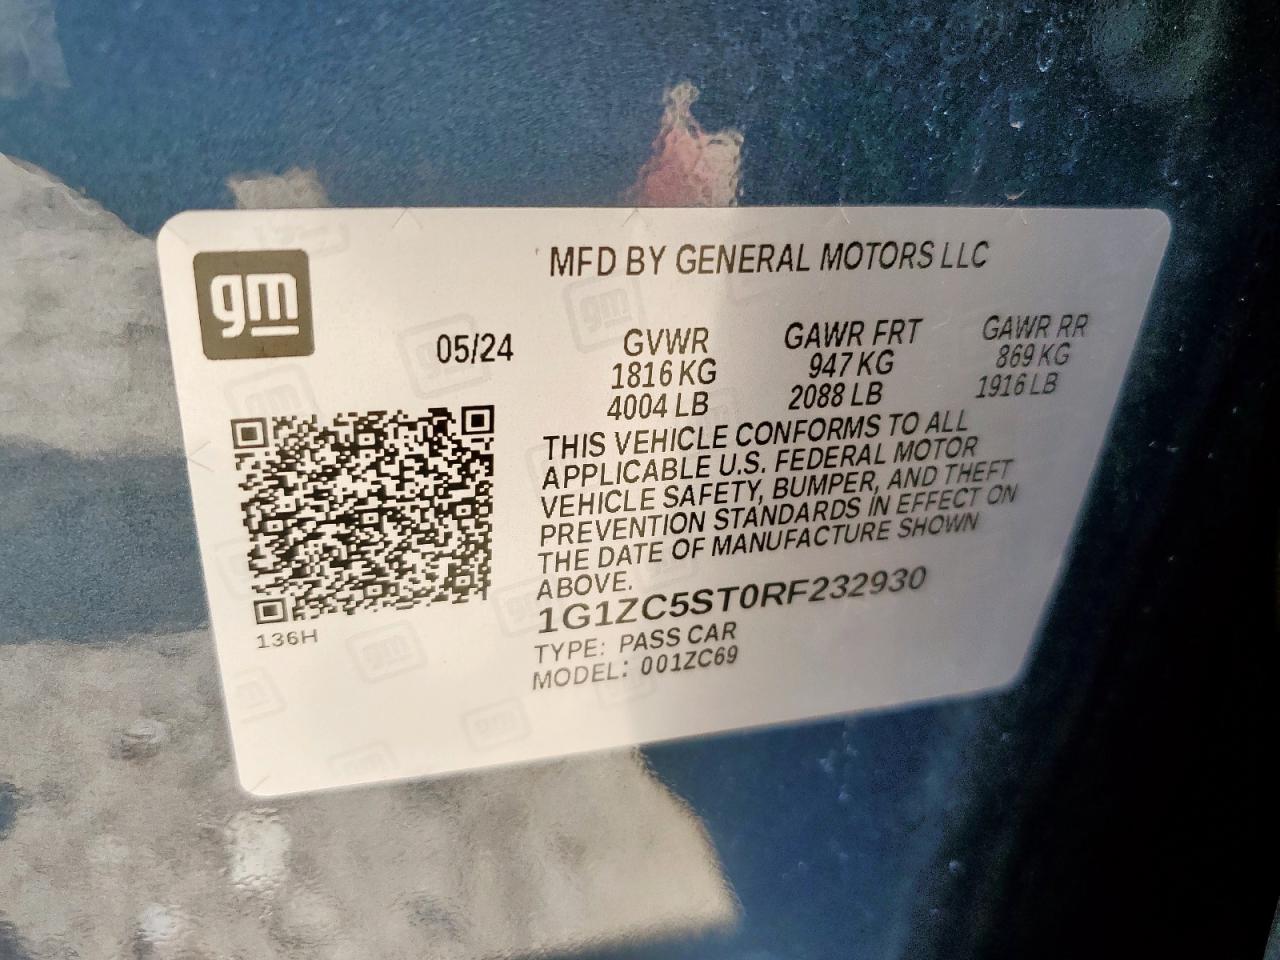 gm
MFD BY GENERAL MOTORS LLC
05/24
GVWR
1816 KG
4004 LB
GAWR FRT
947 KG
2088 LB
GAWR RR
869 KG
1916 LB
THIS VEHICLE CONFORMS TO ALL
APPLICABLE U.S. FEDERAL MOTOR
VEHICLE SAFETY, BUMPER, AND THEFT
PREVENTION STANDARDS IN EFFECT ON
THE DATE OF MANUFACTURE SHOWN
ABOVE.
1G1ZC5ST0RF232930
TYPE: PASS CAR
MODEL: 001ZC69
136H